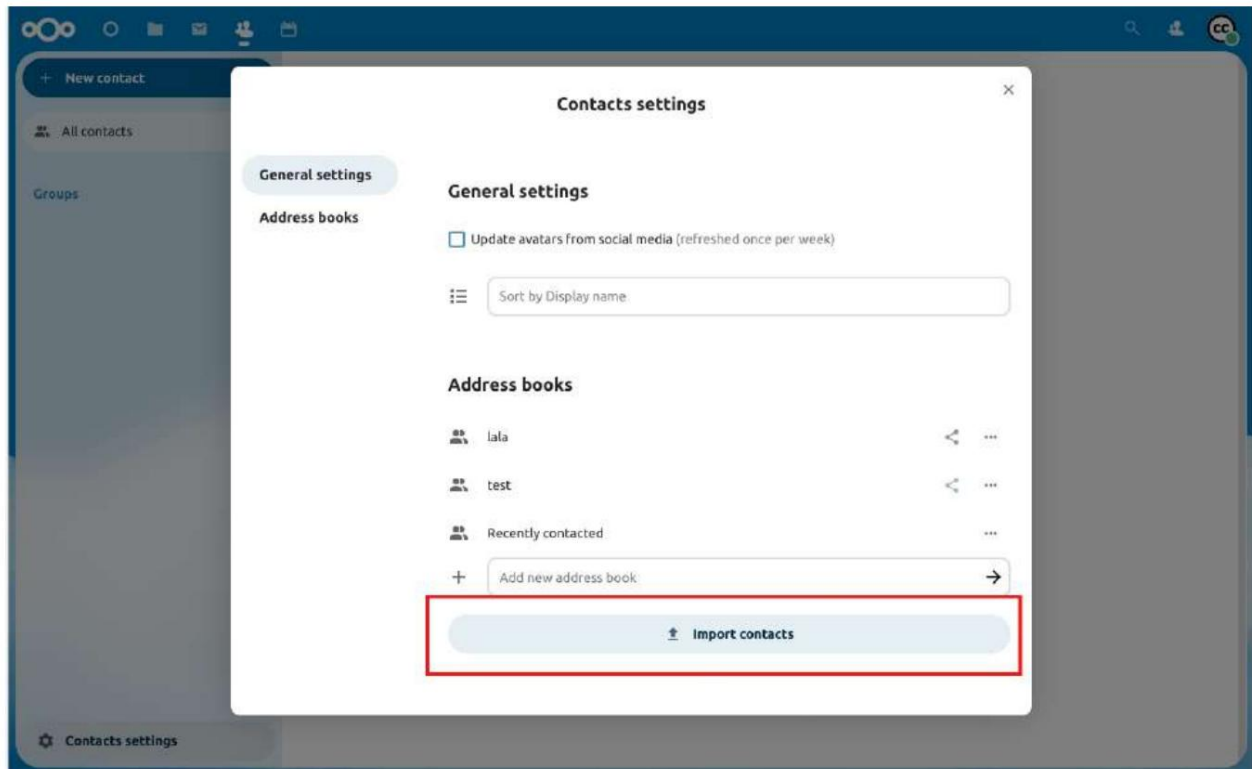 CC
+ New contact
All contacts
Groups
Contacts settings
Contacts settings
General settings
Address books
General settings
Update avatars from social media (refreshed once per week)
Sort by Display name
Address books
lala
test
Recently contacted
Add new address book
Import contacts